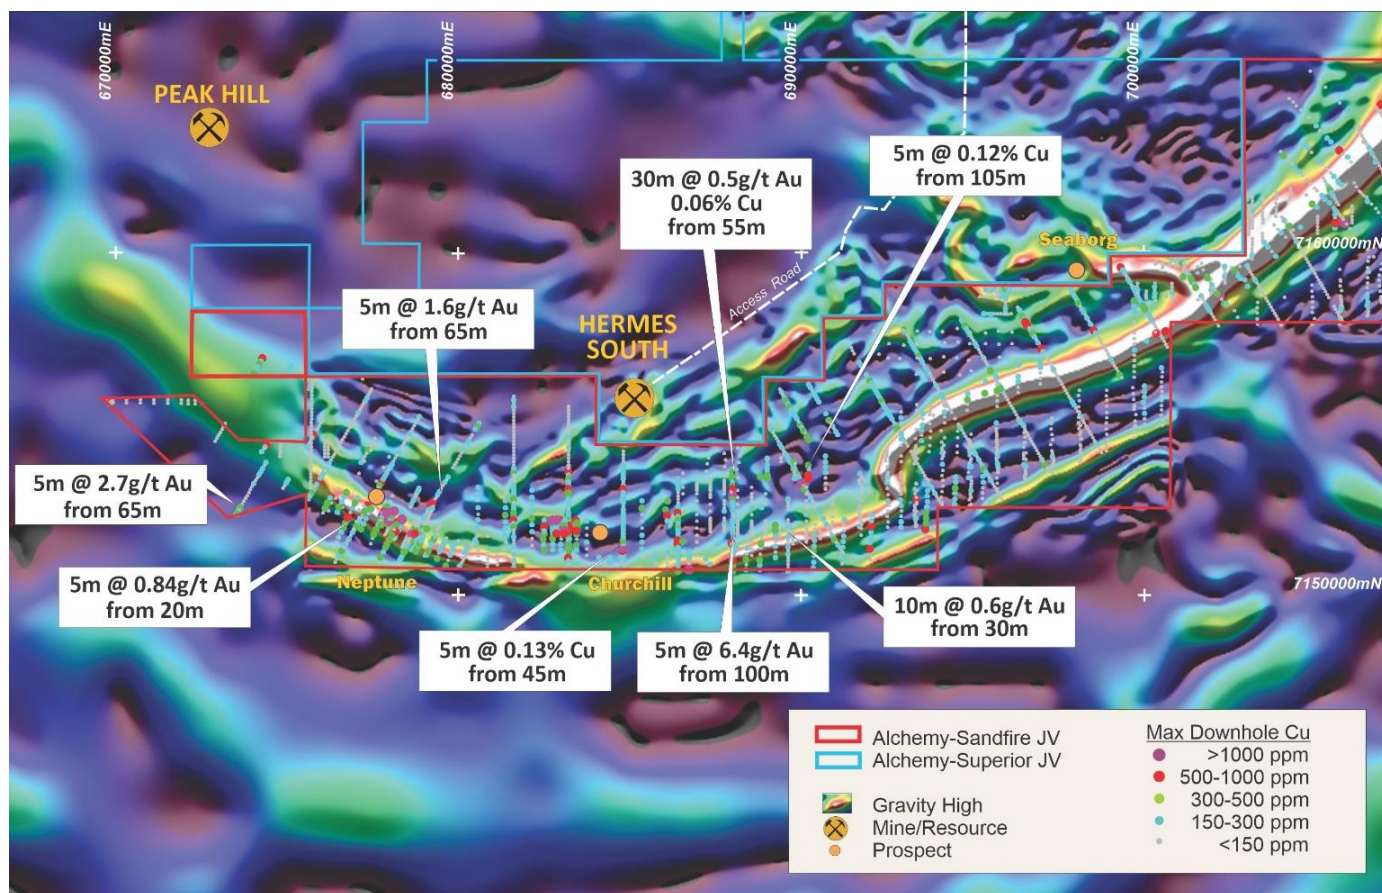 670000mE
680000mE
690000mE
700000mE
PEAK HILL
5m @ 0.12% Cu
from 105m
30m @ 0.5g/t Au
0.06% Cu
from 55m
Seaborg
7160000mN
Access Road
5m @ 1.6g/t Au
from 65m
HERMES
SOUTH
5m @ 2.7g/t Au
from 65m
5m @ 0.84g/t Au
from 20m
Neptune
Churchill
7150000mN
10m @ 0.6g/t Au
from 30m
5m @ 0.13% Cu
from 45m
5m @ 6.4g/t Au
from 100m
Alchemy-Sandfire JV
Alchemy-Superior JV
Gravity High
Mine/Resource
Prospect
Max Downhole Cu
>1000 ppm
500-1000 ppm
300-500 ppm
150-300 ppm
<150 ppm